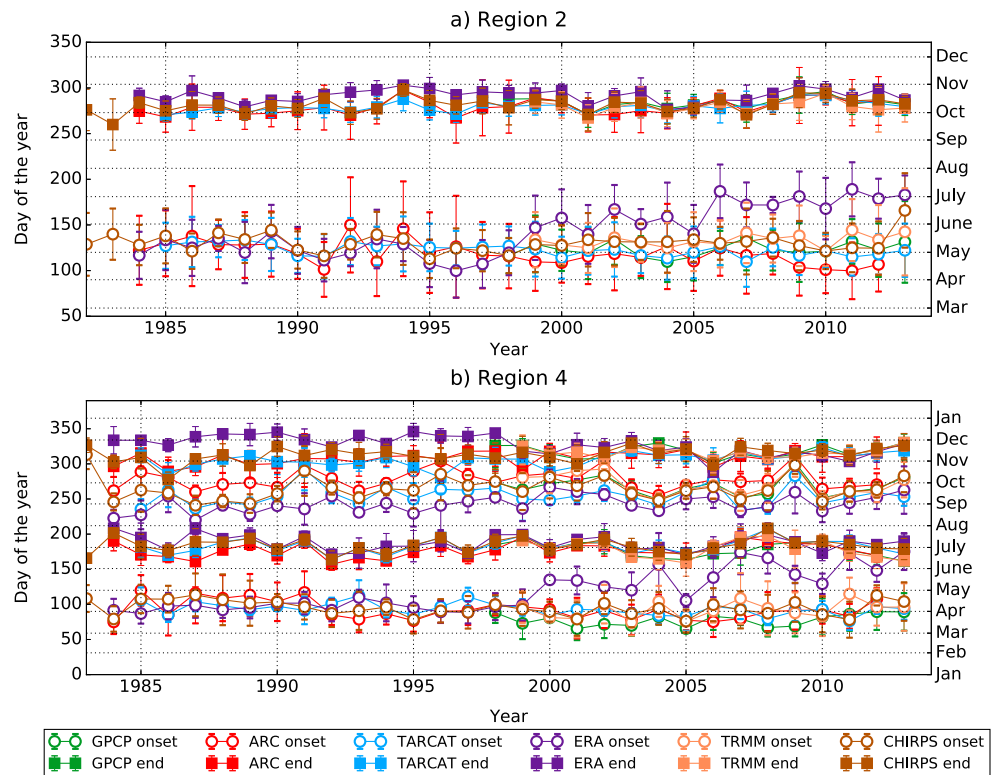 a) Region 2
350
300
250
200
150
100
50
Day of the year
Dec
Nov
Oct
Sep
Aug
July
June
May
Apr
Mar
1985 1990 1995 2000 2005 2010
Year
b) Region 4
350
300
250
200
150
100
50
0
Day of the year
Jan
Dec
Nov
Oct
Sep
Aug
July
June
May
Apr
Mar
Feb
Jan
1985 1990 1995 2000 2005 2010
Year
GPCP onset ARC onset TARCAT onset ERA onset TRMM onset CHIRPS onset
GPCP end ARC end TARCAT end ERA end TRMM end CHIRPS end